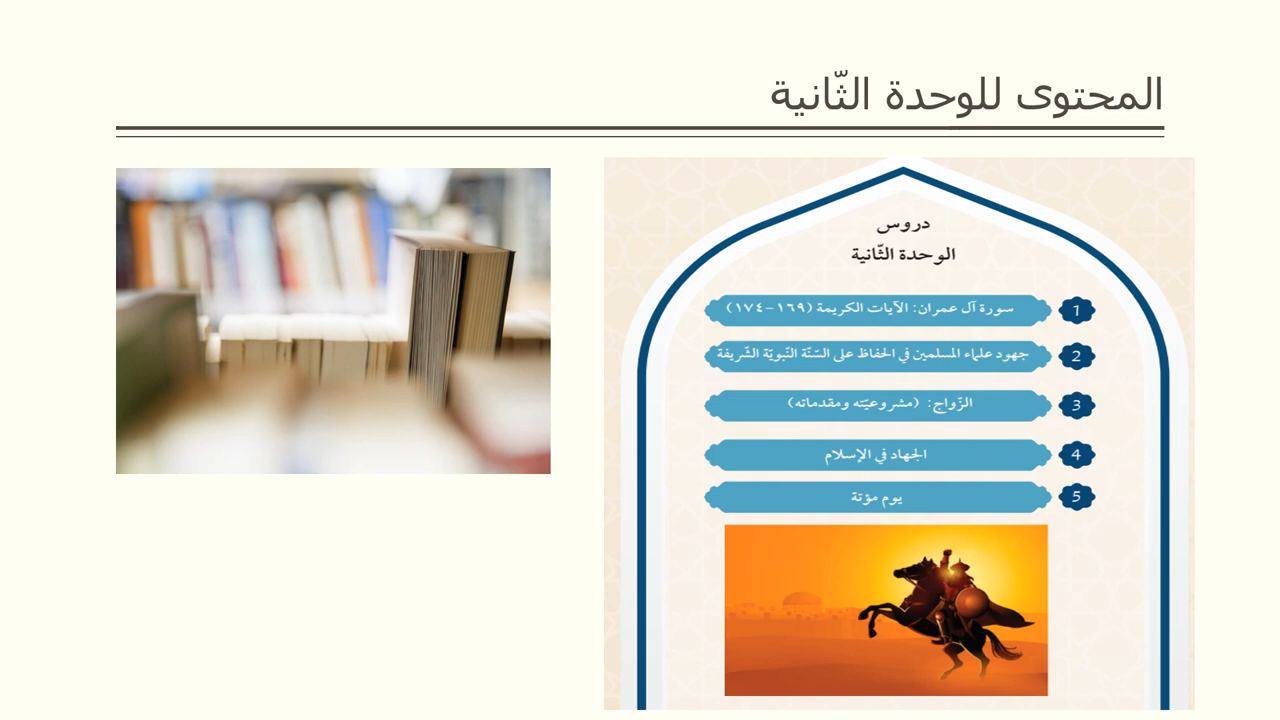 المحتوى للوحدة الثّانية
دروس
الوحدة الثّانية
1 سورة آل عمران: الآيات الكريمة (١٦٩-١٧٤)
2 جهود علماء المسلمين في الحفاظ على السّنّة النّبويّة الشّريفة
3 الزّواج: (مشروعيّته ومقدماته)
4 الجهاد في الإسلام
5 يوم مؤتة